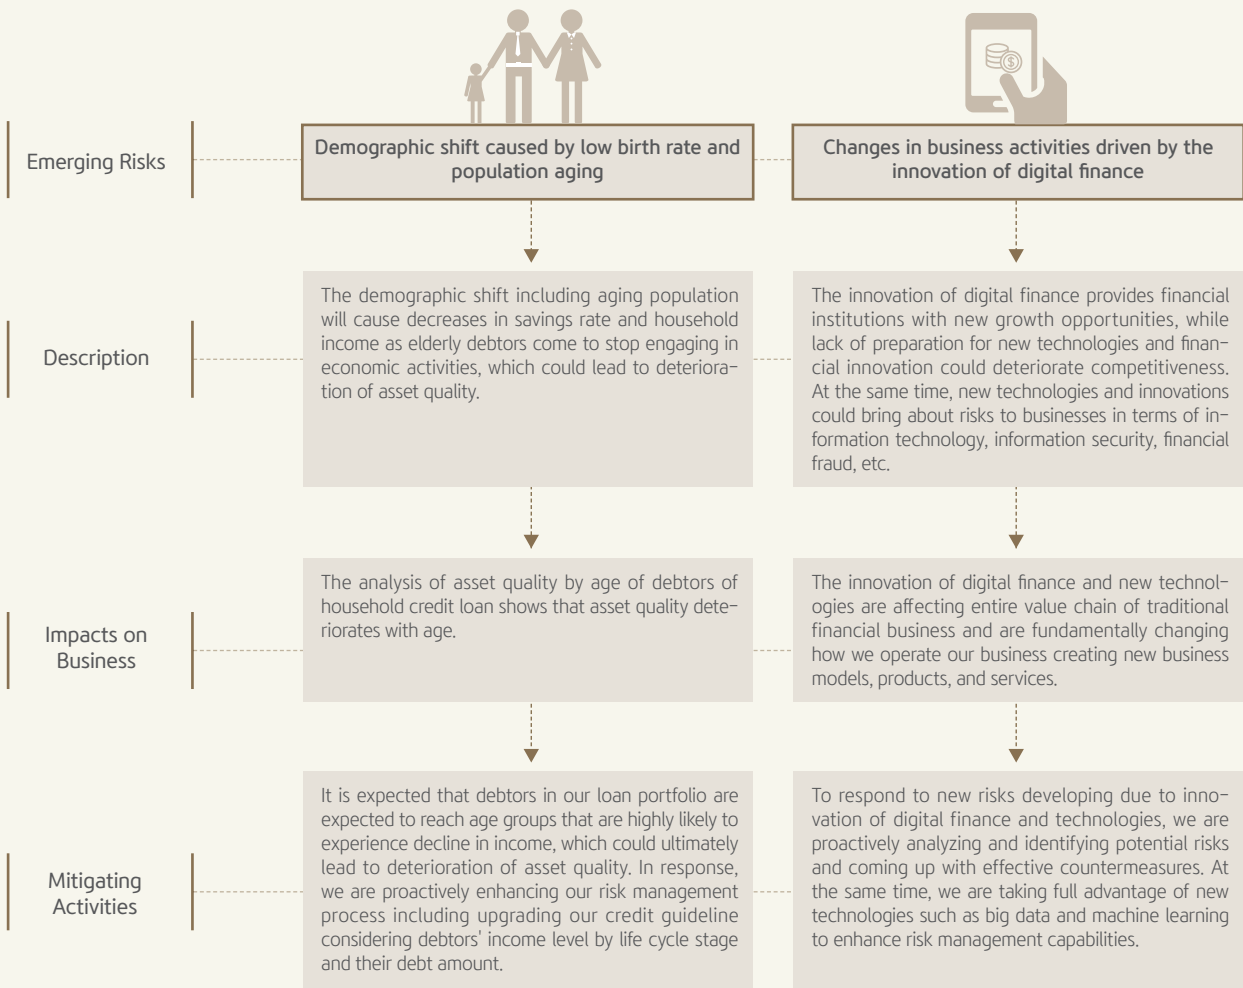 Emerging Risks
Demographic shift caused by low birth rate and
population aging
Changes in business activities driven by the
innovation of digital finance
Description
The demographic shift including aging population
will cause decreases in savings rate and household
income as elderly debtors come to stop engaging in
economic activities, which could lead to deteriora-
tion of asset quality.
The innovation of digital finance provides financial
institutions with new growth opportunities, while
lack of preparation for new technologies and finan-
cial innovation could deteriorate competitiveness.
At the same time, new technologies and innovations
could bring about risks to businesses in terms of in-
formation technology, information security, financial
fraud, etc.
Impacts on
Business
The analysis of asset quality by age of debtors of
household credit loan shows that asset quality dete-
riorates with age.
The innovation of digital finance and new technol-
ogies are affecting entire value chain of traditional
financial business and are fundamentally changing
how we operate our business creating new business
models, products, and services.
Mitigating
Activities
It is expected that debtors in our loan portfolio are
expected to reach age groups that are highly likely to
experience decline in income, which could ultimately
lead to deterioration of asset quality. In response,
we are proactively enhancing our risk management
process including upgrading our credit guideline
considering debtors' income level by life cycle stage
and their debt amount.
To respond to new risks developing due to inno-
vation of digital finance and technologies, we are
proactively analyzing and identifying potential risks
and coming up with effective countermeasures. At
the same time, we are taking full advantage of new
technologies such as big data and machine learning
to enhance risk management capabilities.